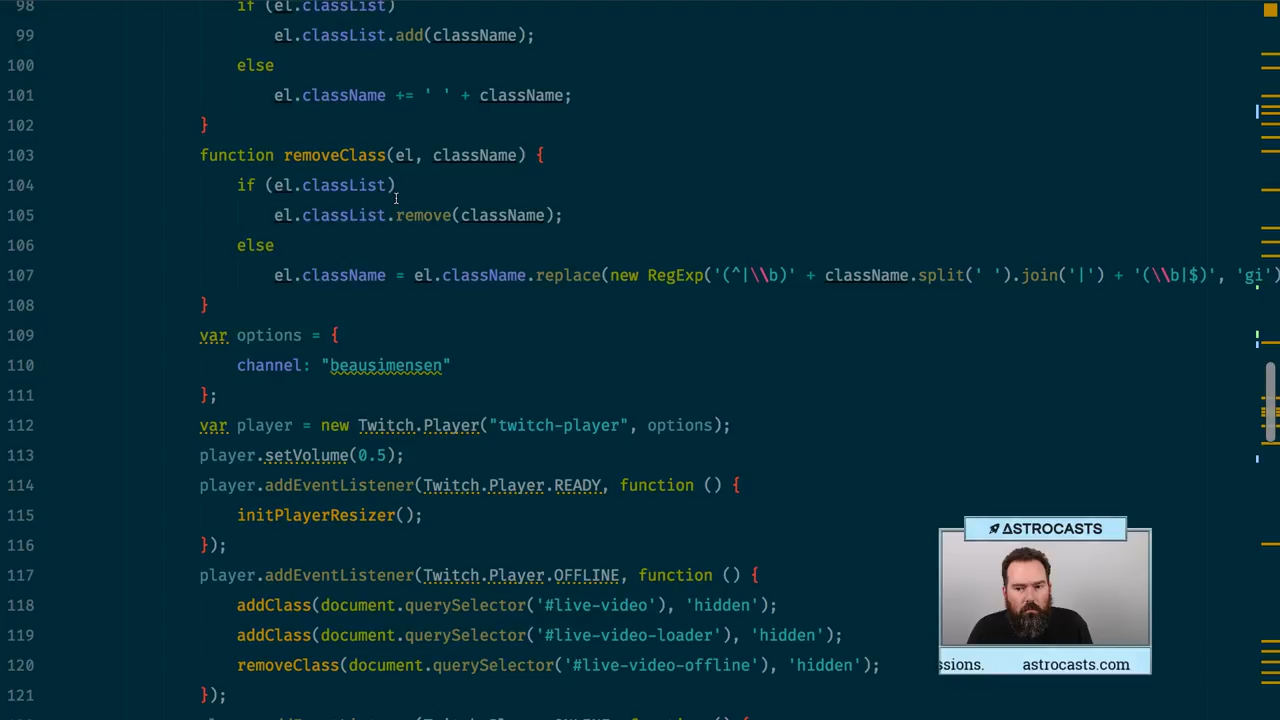 98 if (el.classList)
99 el.classList.add(className);
100 else
101 el.className += ' ' + className;
102 }
103 function removeClass(el, className) {
104 if (el.classList)
105 el.classList.remove(className);
106 else
107 el.className = el.className.replace(new RegExp('(^|\\b)' + className.split(' ').join('|') + '(\\b|$)', 'gi')
108 }
109 var options = {
110 channel: "beausimensen"
111 };
112 var player = new Twitch.Player("twitch-player", options);
113 player.setVolume(0.5);
114 player.addEventListener(Twitch.Player.READY, function () {
115 initPlayerResizer();
116 });
117 player.addEventListener(Twitch.Player.OFFLINE, function () {
118 addClass(document.querySelector('#live-video'), 'hidden');
119 addClass(document.querySelector('#live-video-loader'), 'hidden');
120 removeClass(document.querySelector('#live-video-offline'), 'hidden');
121 });
ΔSTROCASTS
ssions. astrocasts.com